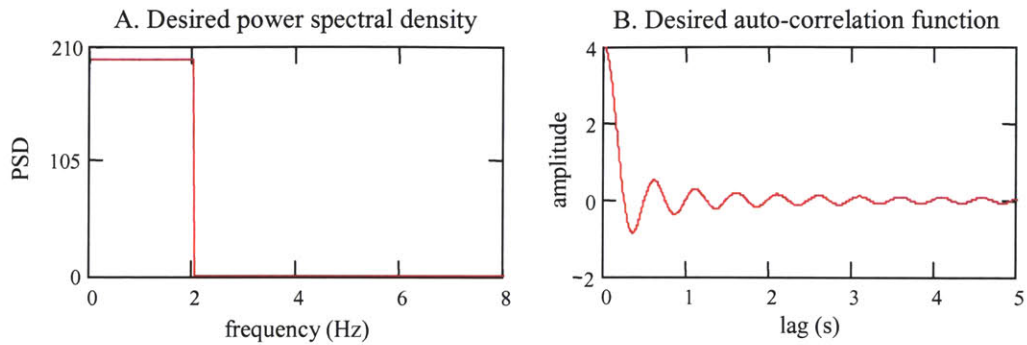 A. Desired power spectral density
210
105
0
PSD
0 2 4 6 8
frequency (Hz)
B. Desired auto-correlation function
4
2
0
−2
amplitude
0 1 2 3 4 5
lag (s)